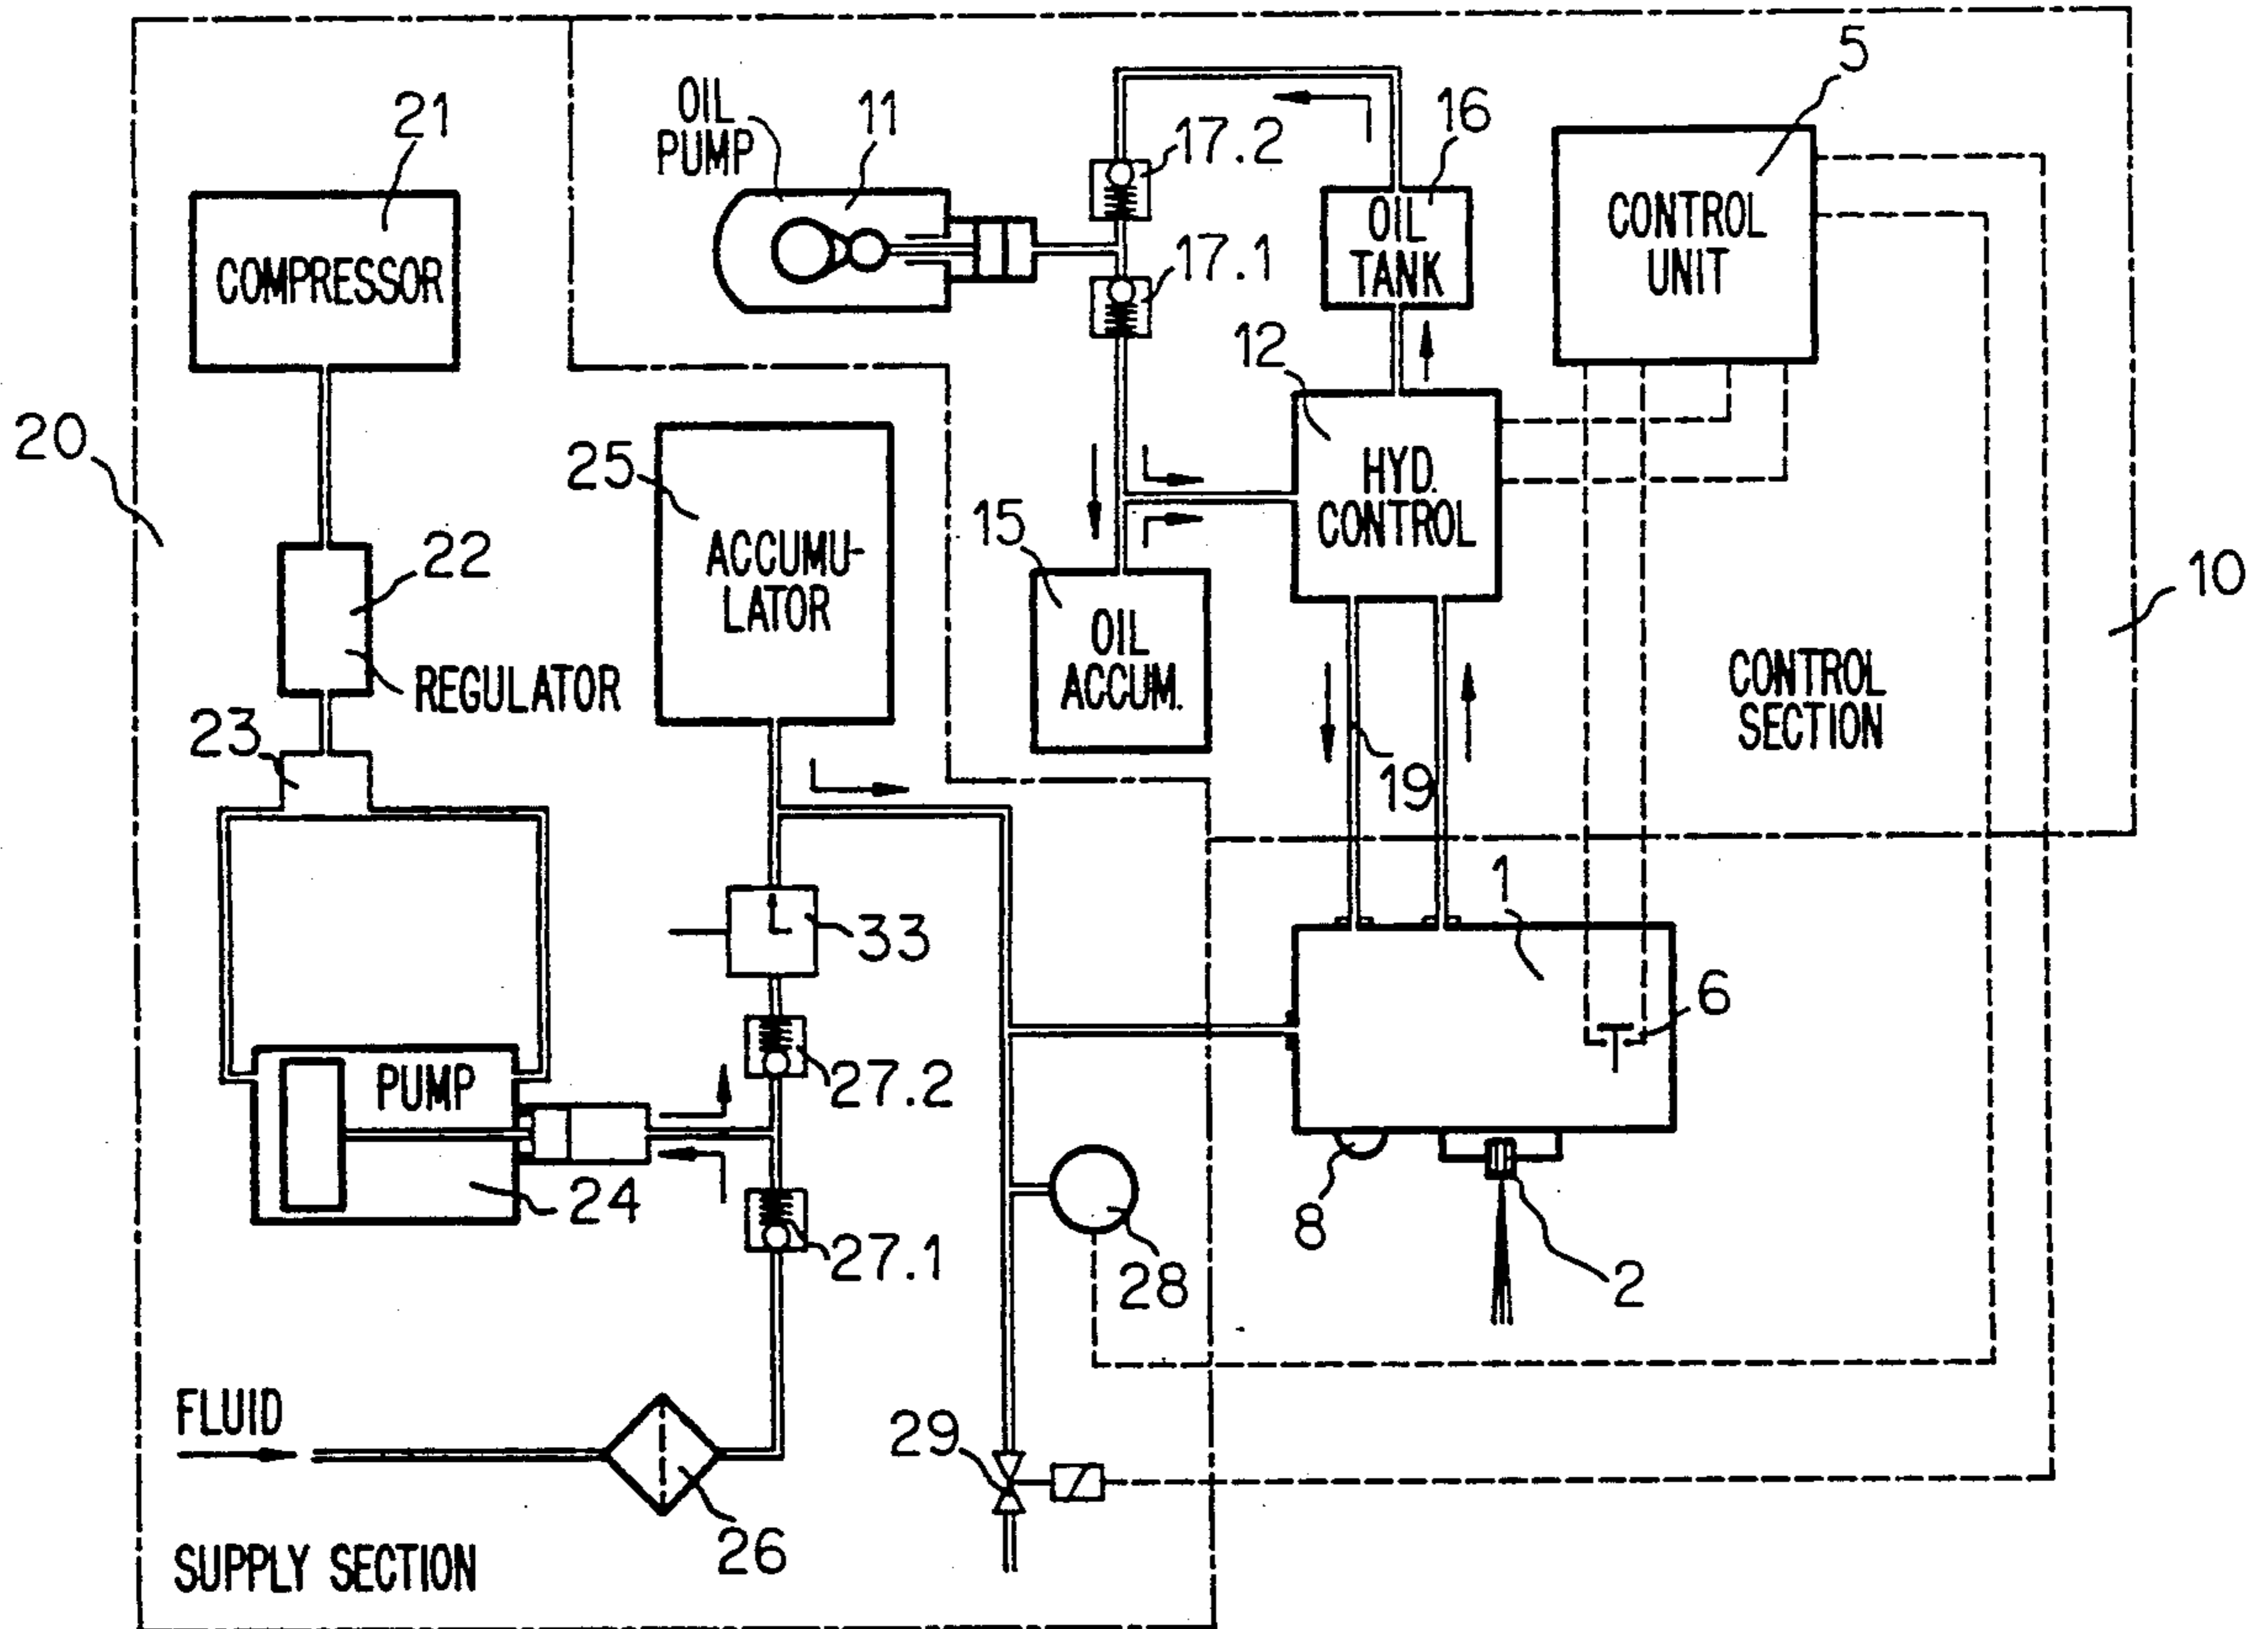 5
21
OIL
PUMP
11
16
17.2
COMPRESSOR
CONTROL
UNIT
OIL
TANK
17.1
12
20
25
22
HYD.
CONTROL
15
ACCUMU-
LATOR
10
OIL
ACCUM.
REGULATOR
CONTROL
SECTION
23
19
1
33
6
PUMP
27.2
24
8
27.1
28
2
FLUID
29
26
SUPPLY SECTION